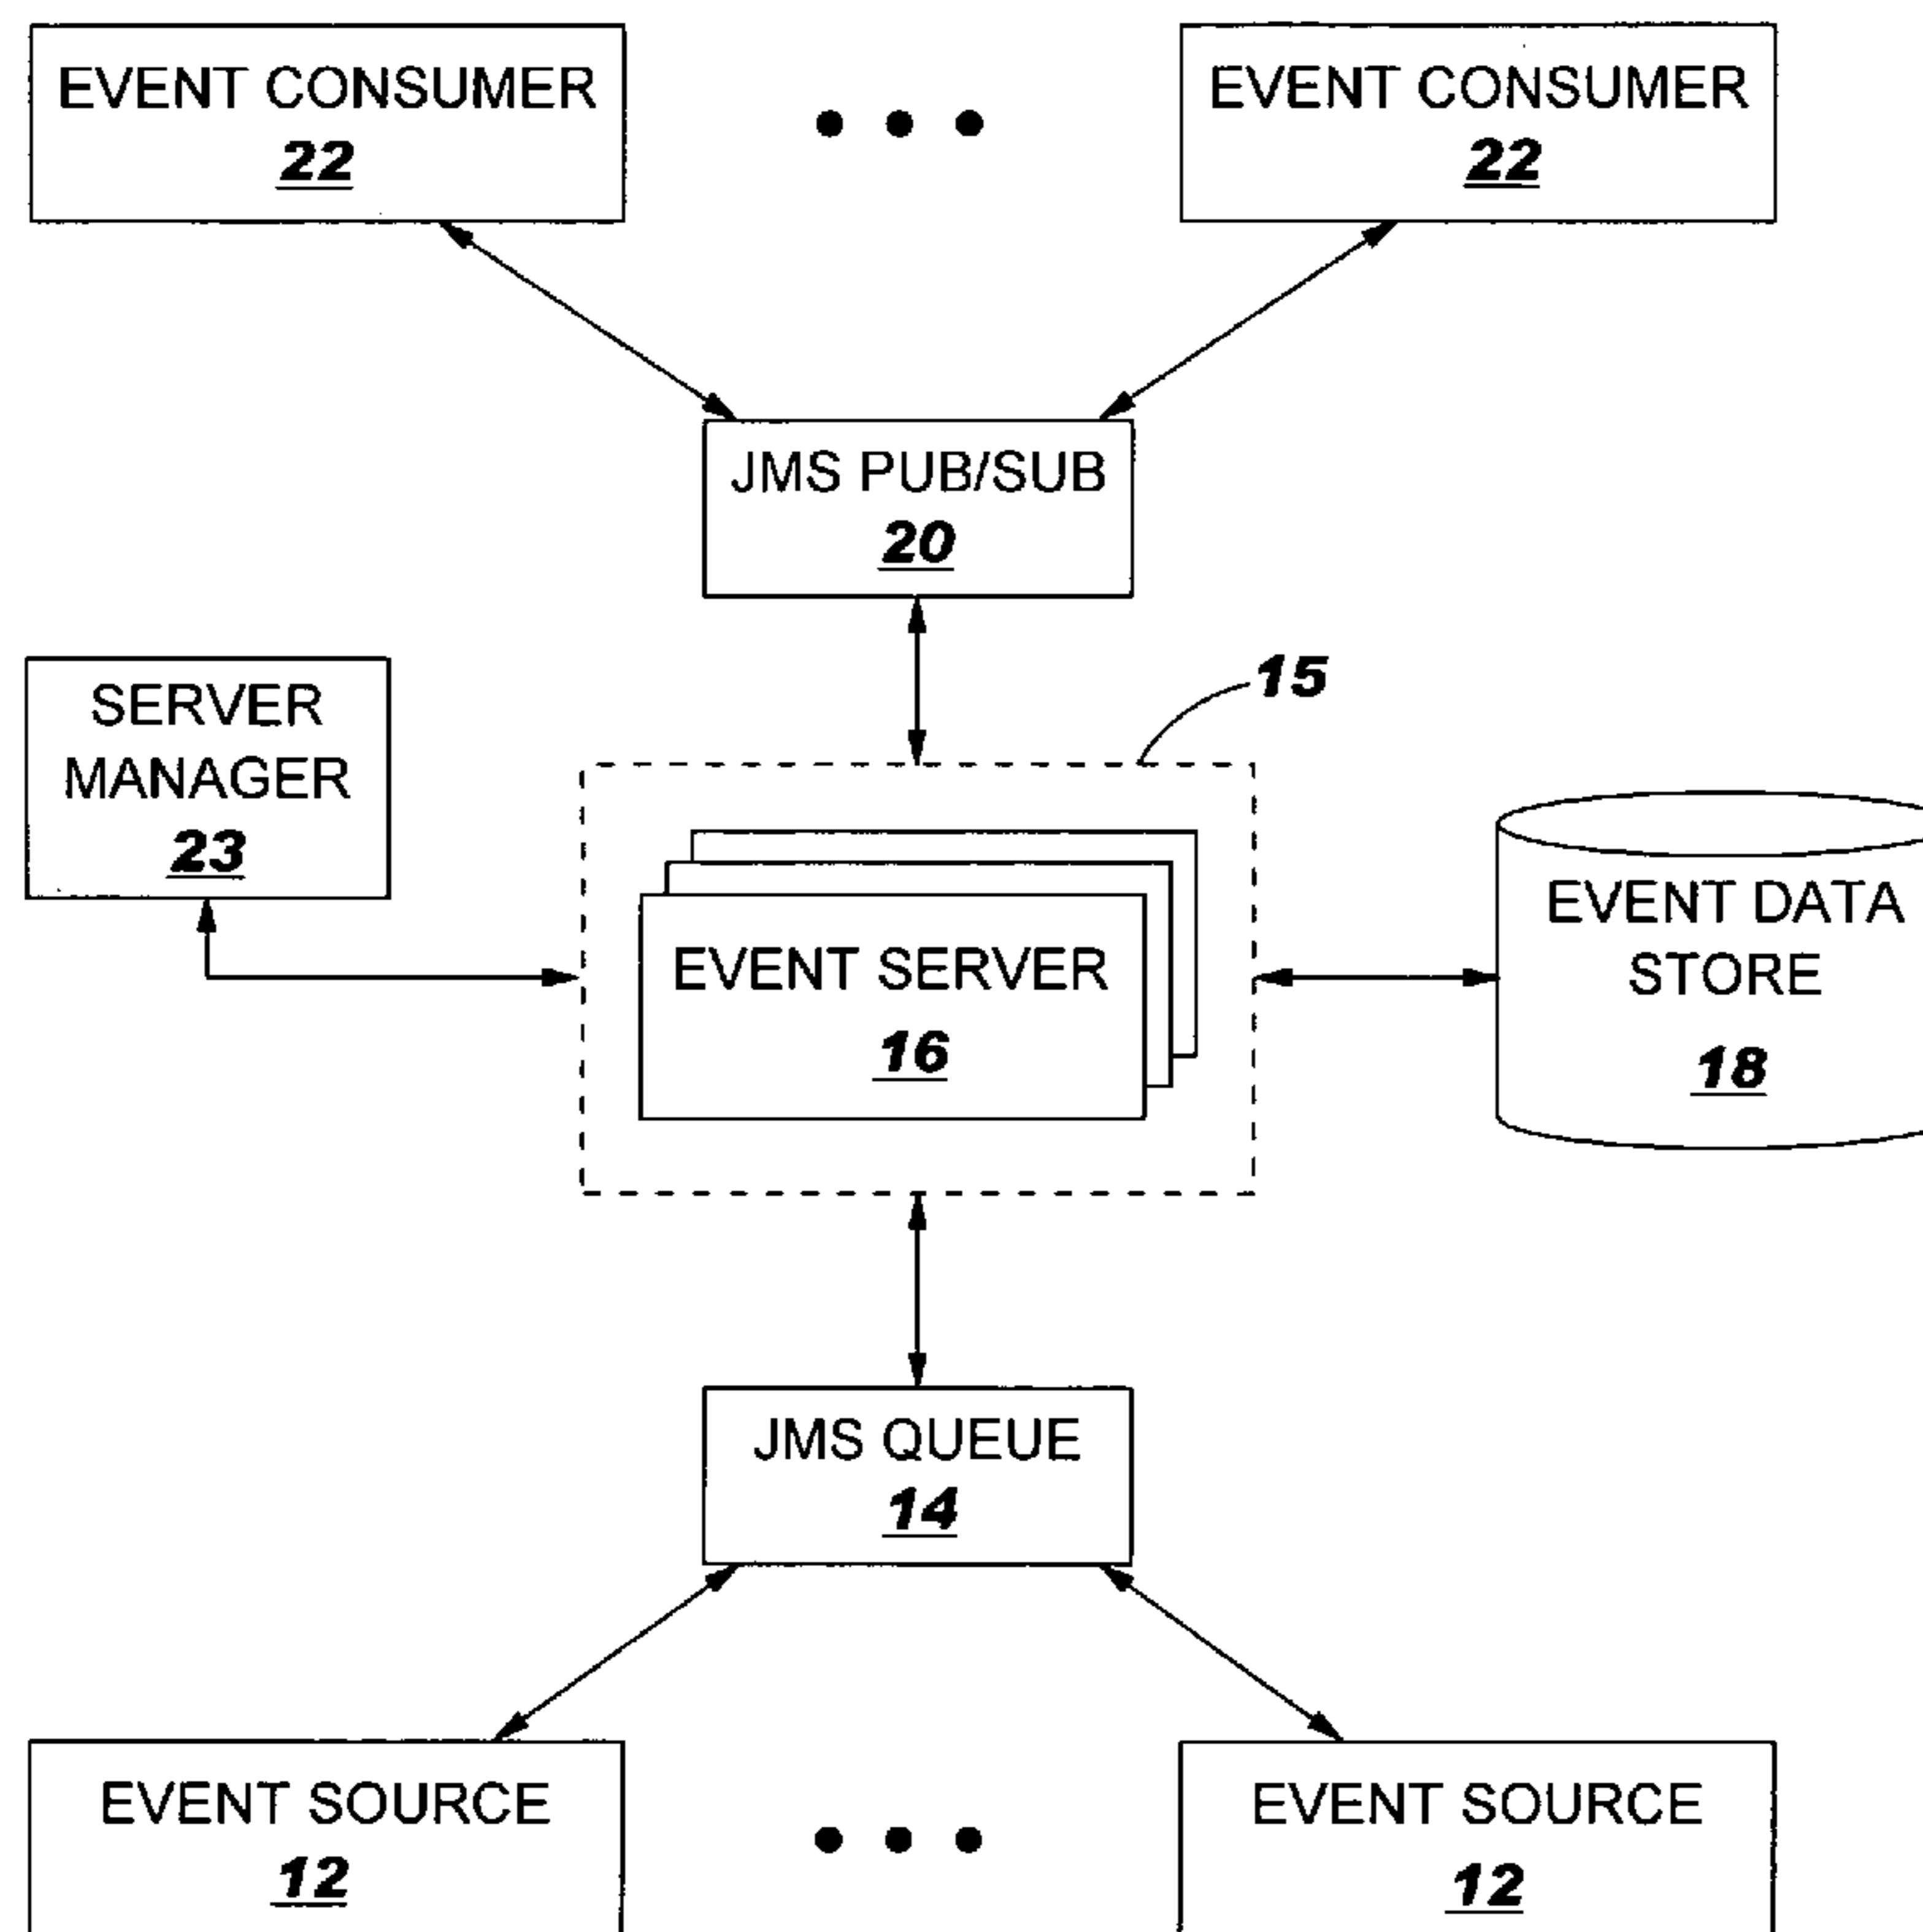 EVENT CONSUMER
22
EVENT CONSUMER
22
JMS PUB/SUB
20
SERVER
MANAGER
23
15
EVENT SERVER
16
EVENT DATA
STORE
18
JMS QUEUE
14
EVENT SOURCE
12
EVENT SOURCE
12